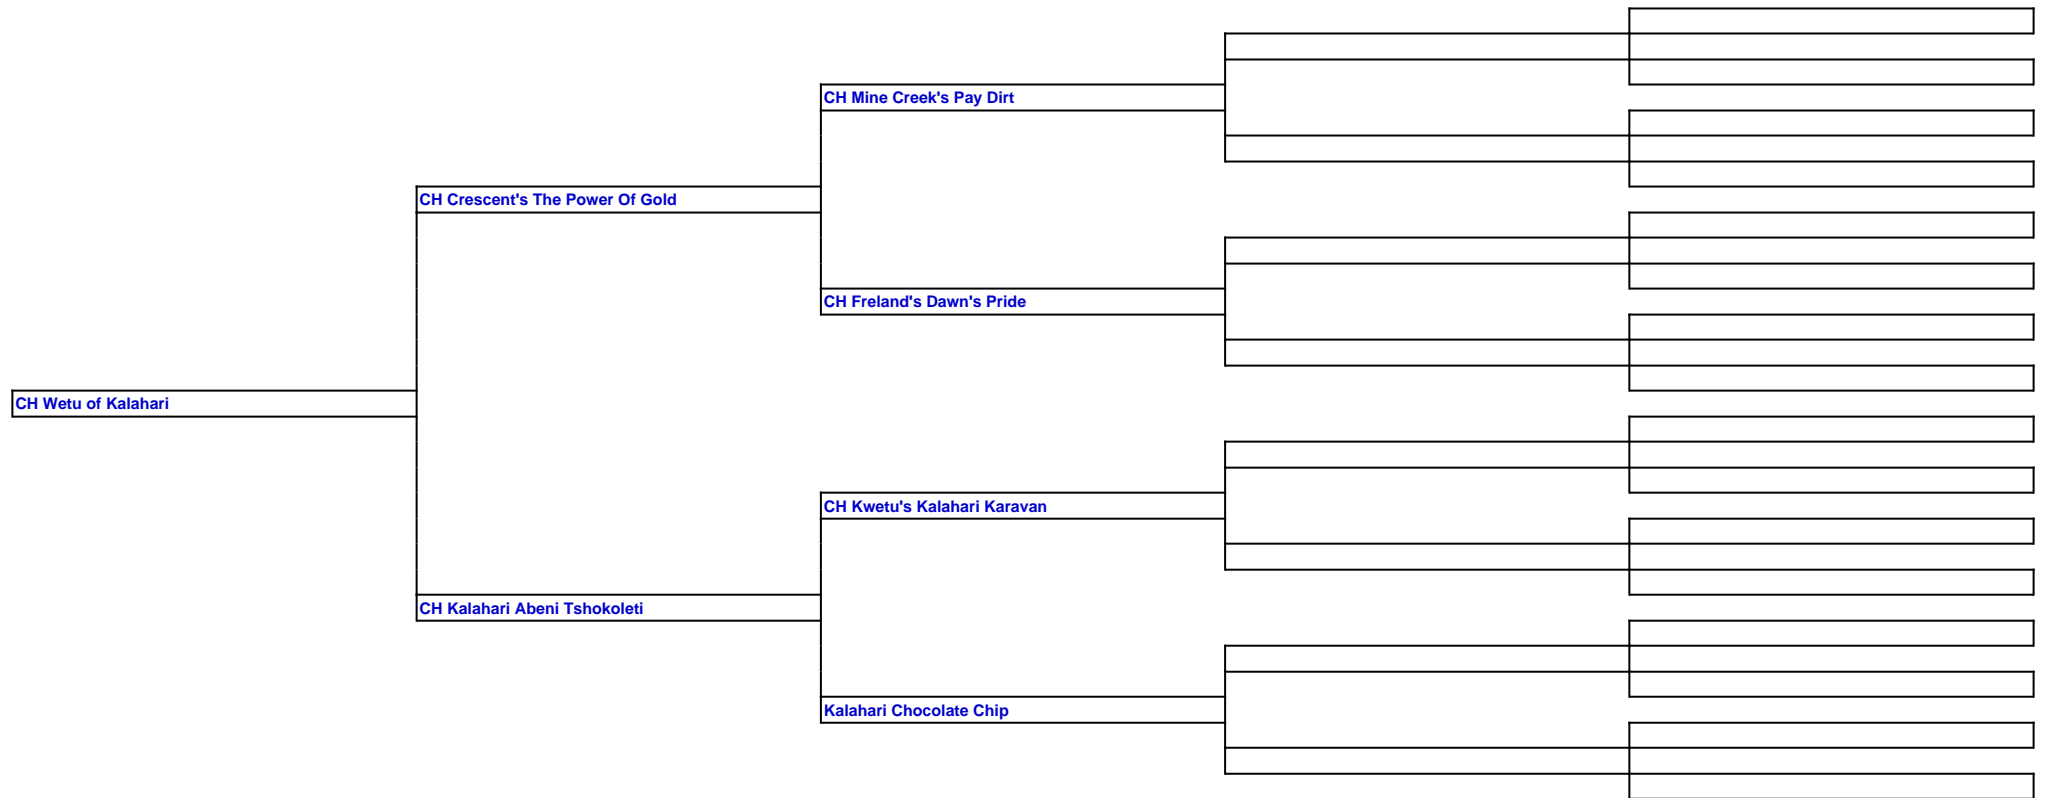 CH Mine Creek's Pay Dirt
CH Crescent's The Power Of Gold
CH Freland's Dawn's Pride
CH Wetu of Kalahari
CH Kwetu's Kalahari Karavan
CH Kalahari Abeni Tshokoleti
Kalahari Chocolate Chip